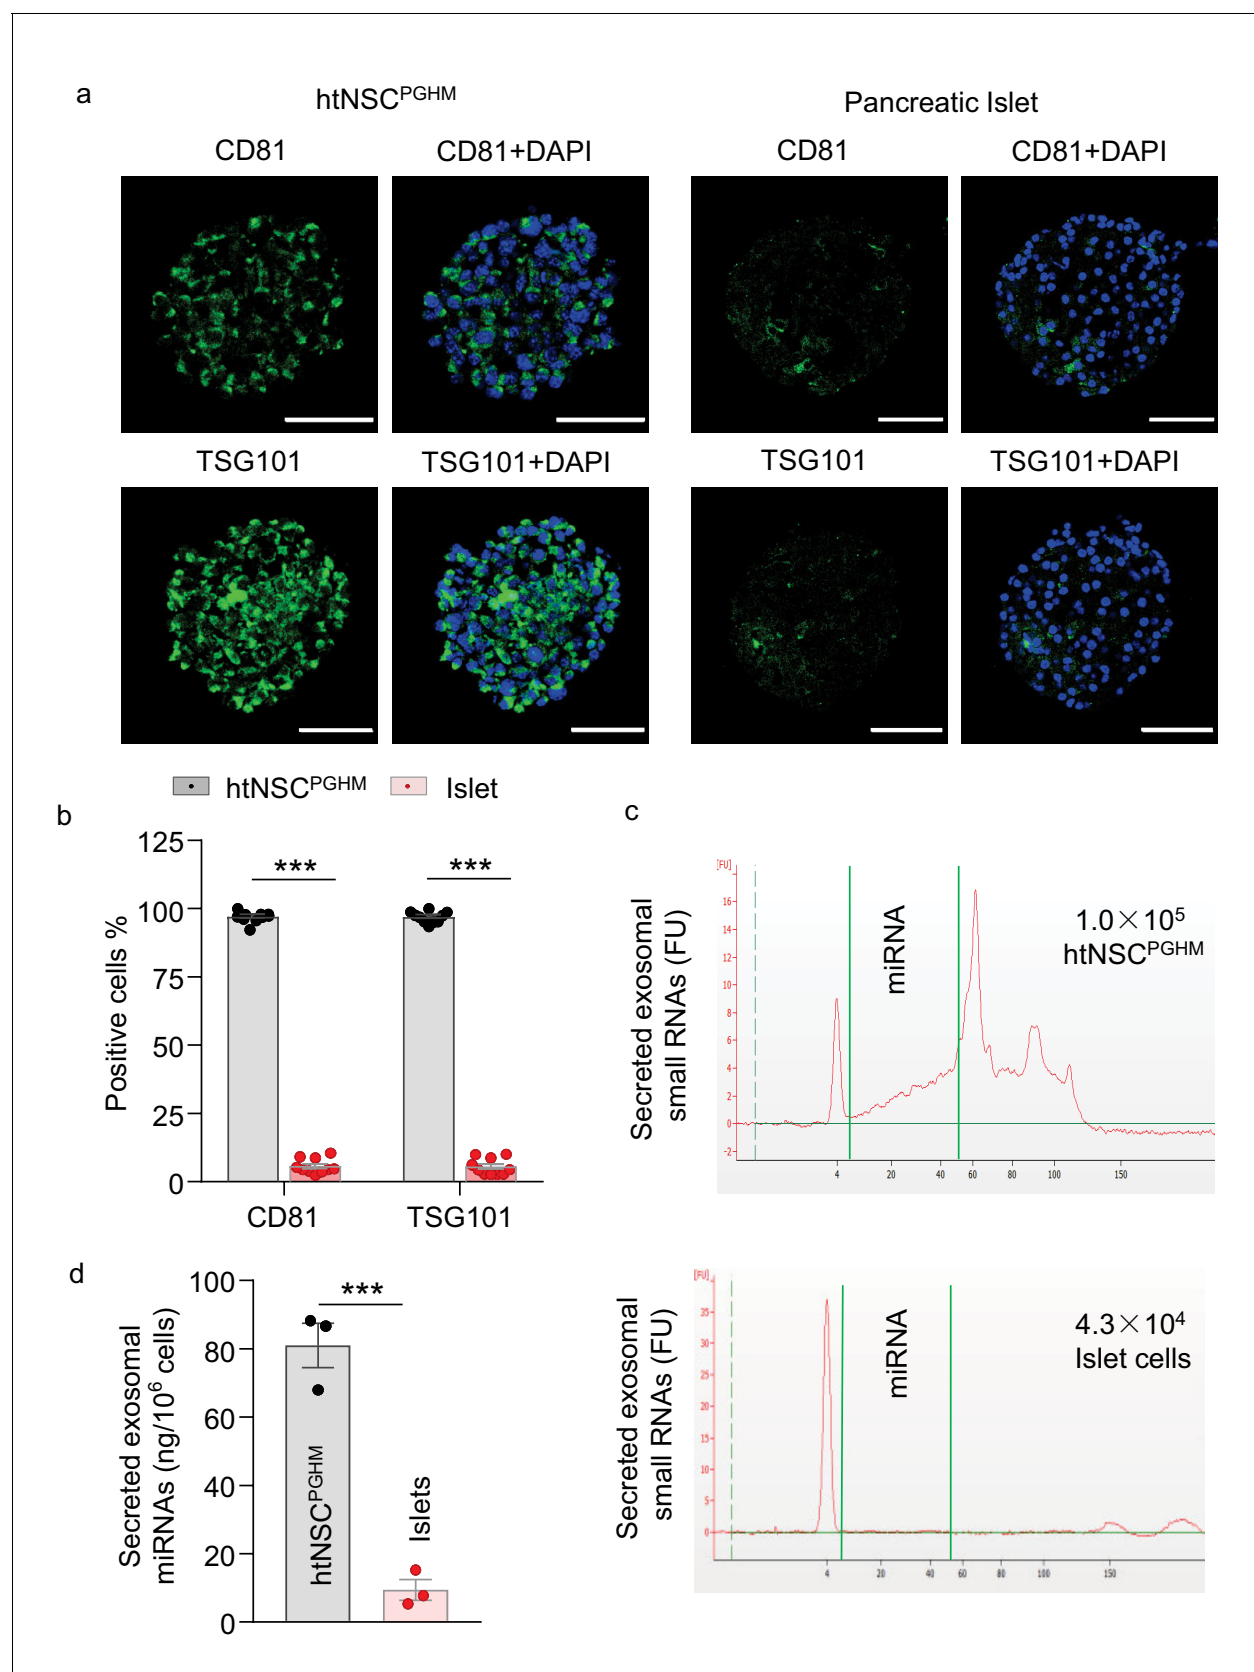 a
htNSCPGHM
Pancreatic Islet
CD81
CD81+DAPI
CD81
CD81+DAPI
TSG101
TSG101+DAPI
TSG101
TSG101+DAPI
htNSCPGHM
Islet
b
Positive cells %
125
100
75
50
25
0
***
***
CD81
TSG101
c
Secreted exosomal
small RNAs (FU)
[FU]
16
14
12
10
8
6
4
2
0
-2
miRNA
1.0×10⁵
htNSCPGHM
4
20
40
60
80
100
150
d
Secreted exosomal
miRNAs (ng/10⁶ cells)
100
80
60
40
20
0
***
htNSCPGHM
Islets
Secreted exosomal
small RNAs (FU)
[FU]
35
30
25
20
15
10
5
0
miRNA
4.3×10⁴
Islet cells
4
20
40
60
80
100
150